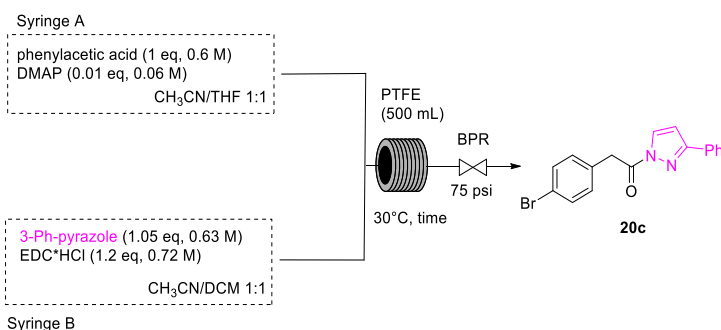 Syringe A
phenylacetic acid (1 eq, 0.6 M)
DMAP (0.01 eq, 0.06 M)
CH₃CN/THF 1:1
PTFE
(500 mL)
BPR
75 psi
30°C, time
Ph
N
N
O
Br
20c
3-Ph-pyrazole (1.05 eq, 0.63 M)
EDC*HCl (1.2 eq, 0.72 M)
CH₃CN/DCM 1:1
Syringe B